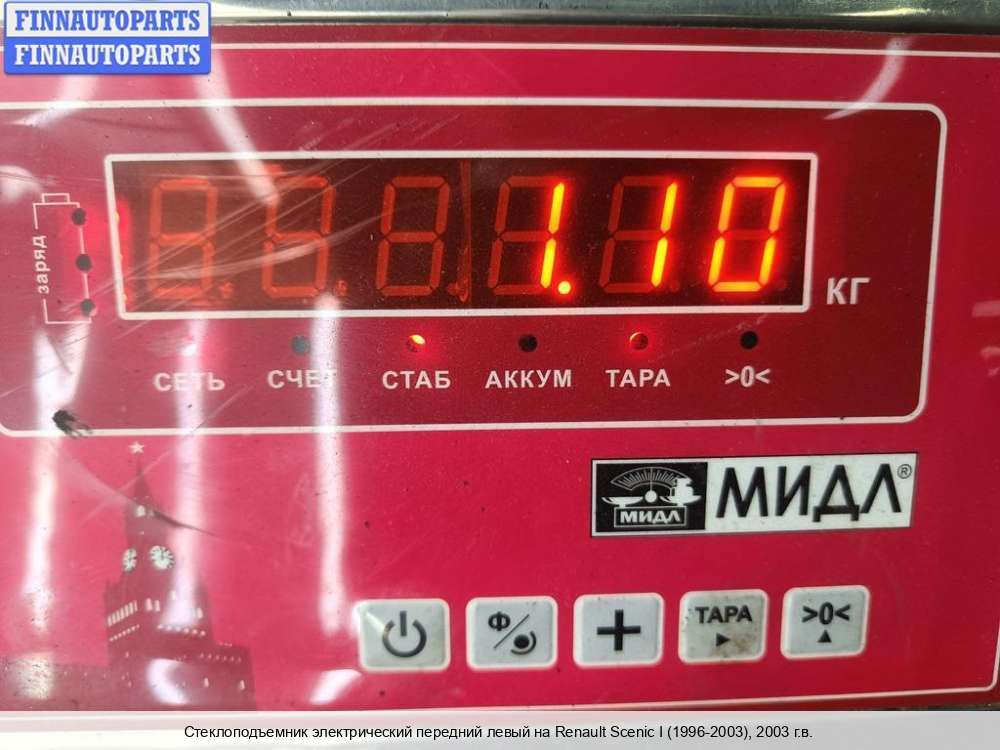 FINNAUTOPARTS
FINNAUTOPARTS
заряд
1.10
КГ
СЕТЬ СЧЕТ СТАБ АККУМ ТАРА >0<
МИДЛ МИДЛ®
Ф ТАРА >0<
Стеклоподъемник электрический передний левый на Renault Scenic I (1996-2003), 2003 г.в.